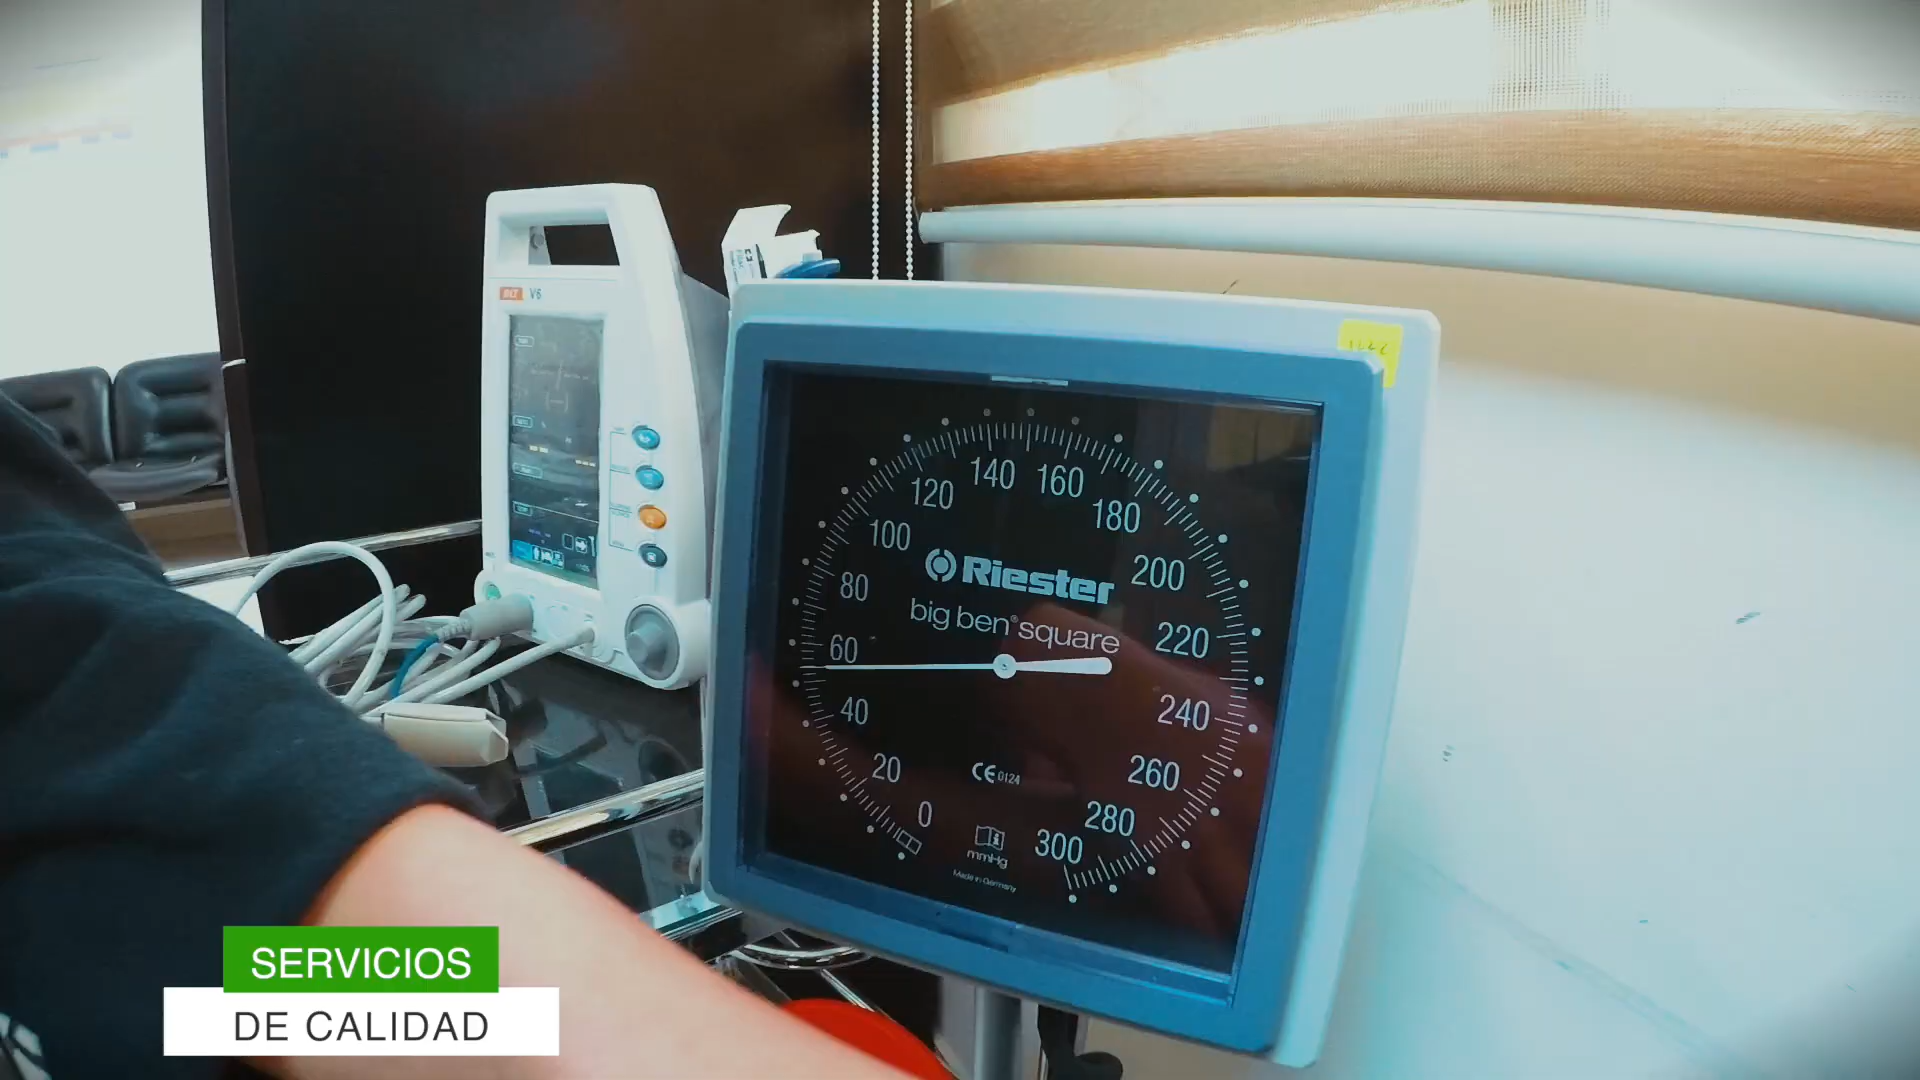 V6
140 160
120
180
100
200
Riester
80
big ben® square
220
60
40
240
20
CE 0124
260
0
280
300
mmHg
Made in Germany
SERVICIOS
DE CALIDAD